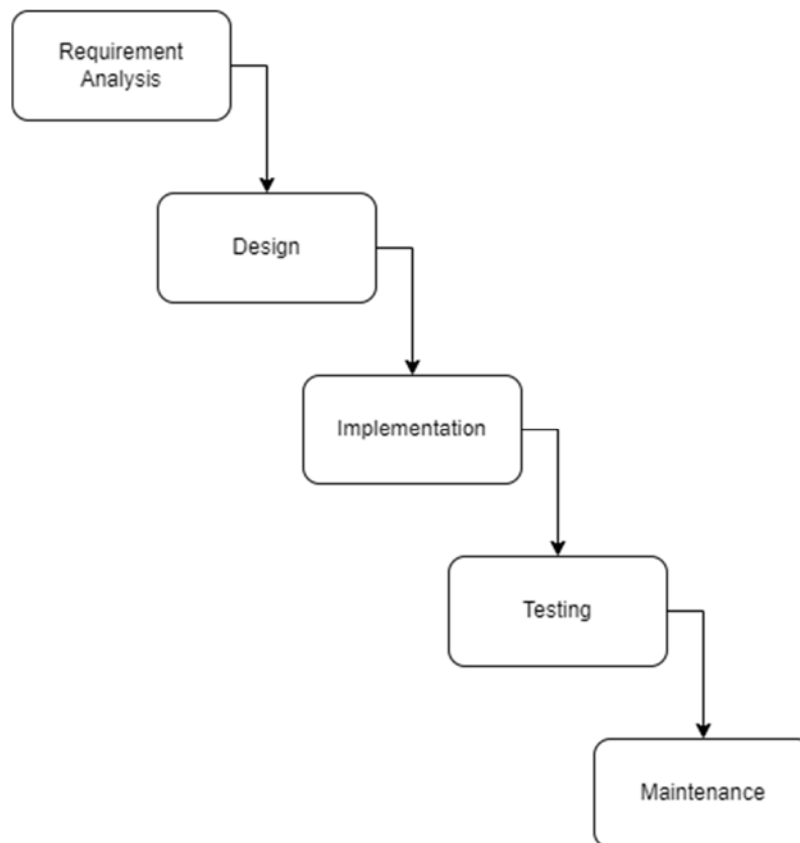 Requirement
Analysis
Design
Implementation
Testing
Maintenance